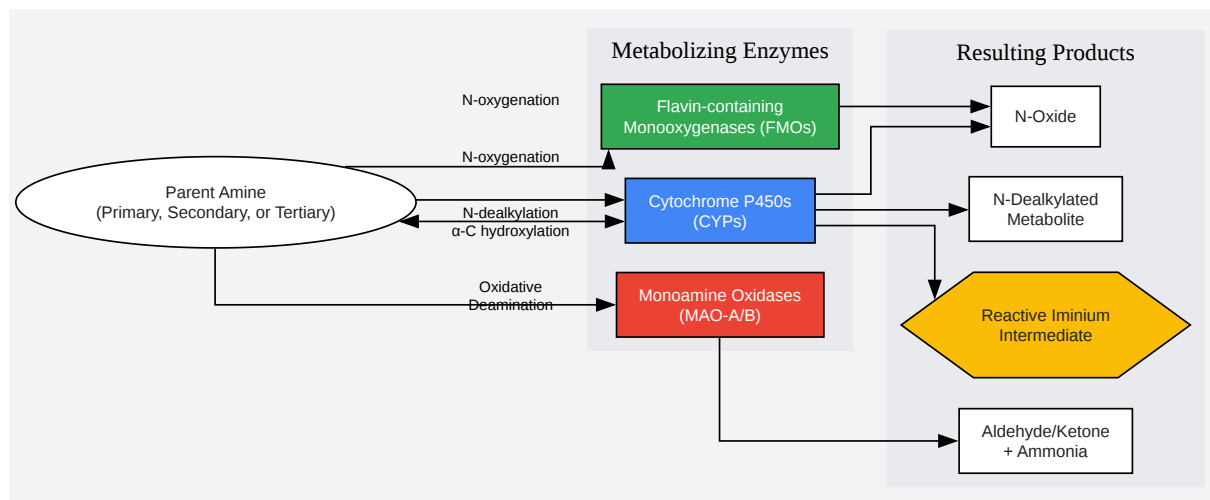 Metabolizing Enzymes
Resulting Products
N-oxygenation
Flavin-containing
Monooxygenases (FMOs)
N-Oxide
N-oxygenation
Parent Amine
(Primary, Secondary, or Tertiary)
N-dealkylation
α-C hydroxylation
Cytochrome P450s
(CYPs)
N-Dealkylated
Metabolite
Oxidative
Deamination
Monoamine Oxidases
(MAO-A/B)
Reactive Iminium
Intermediate
Aldehyde/Ketone
+ Ammonia